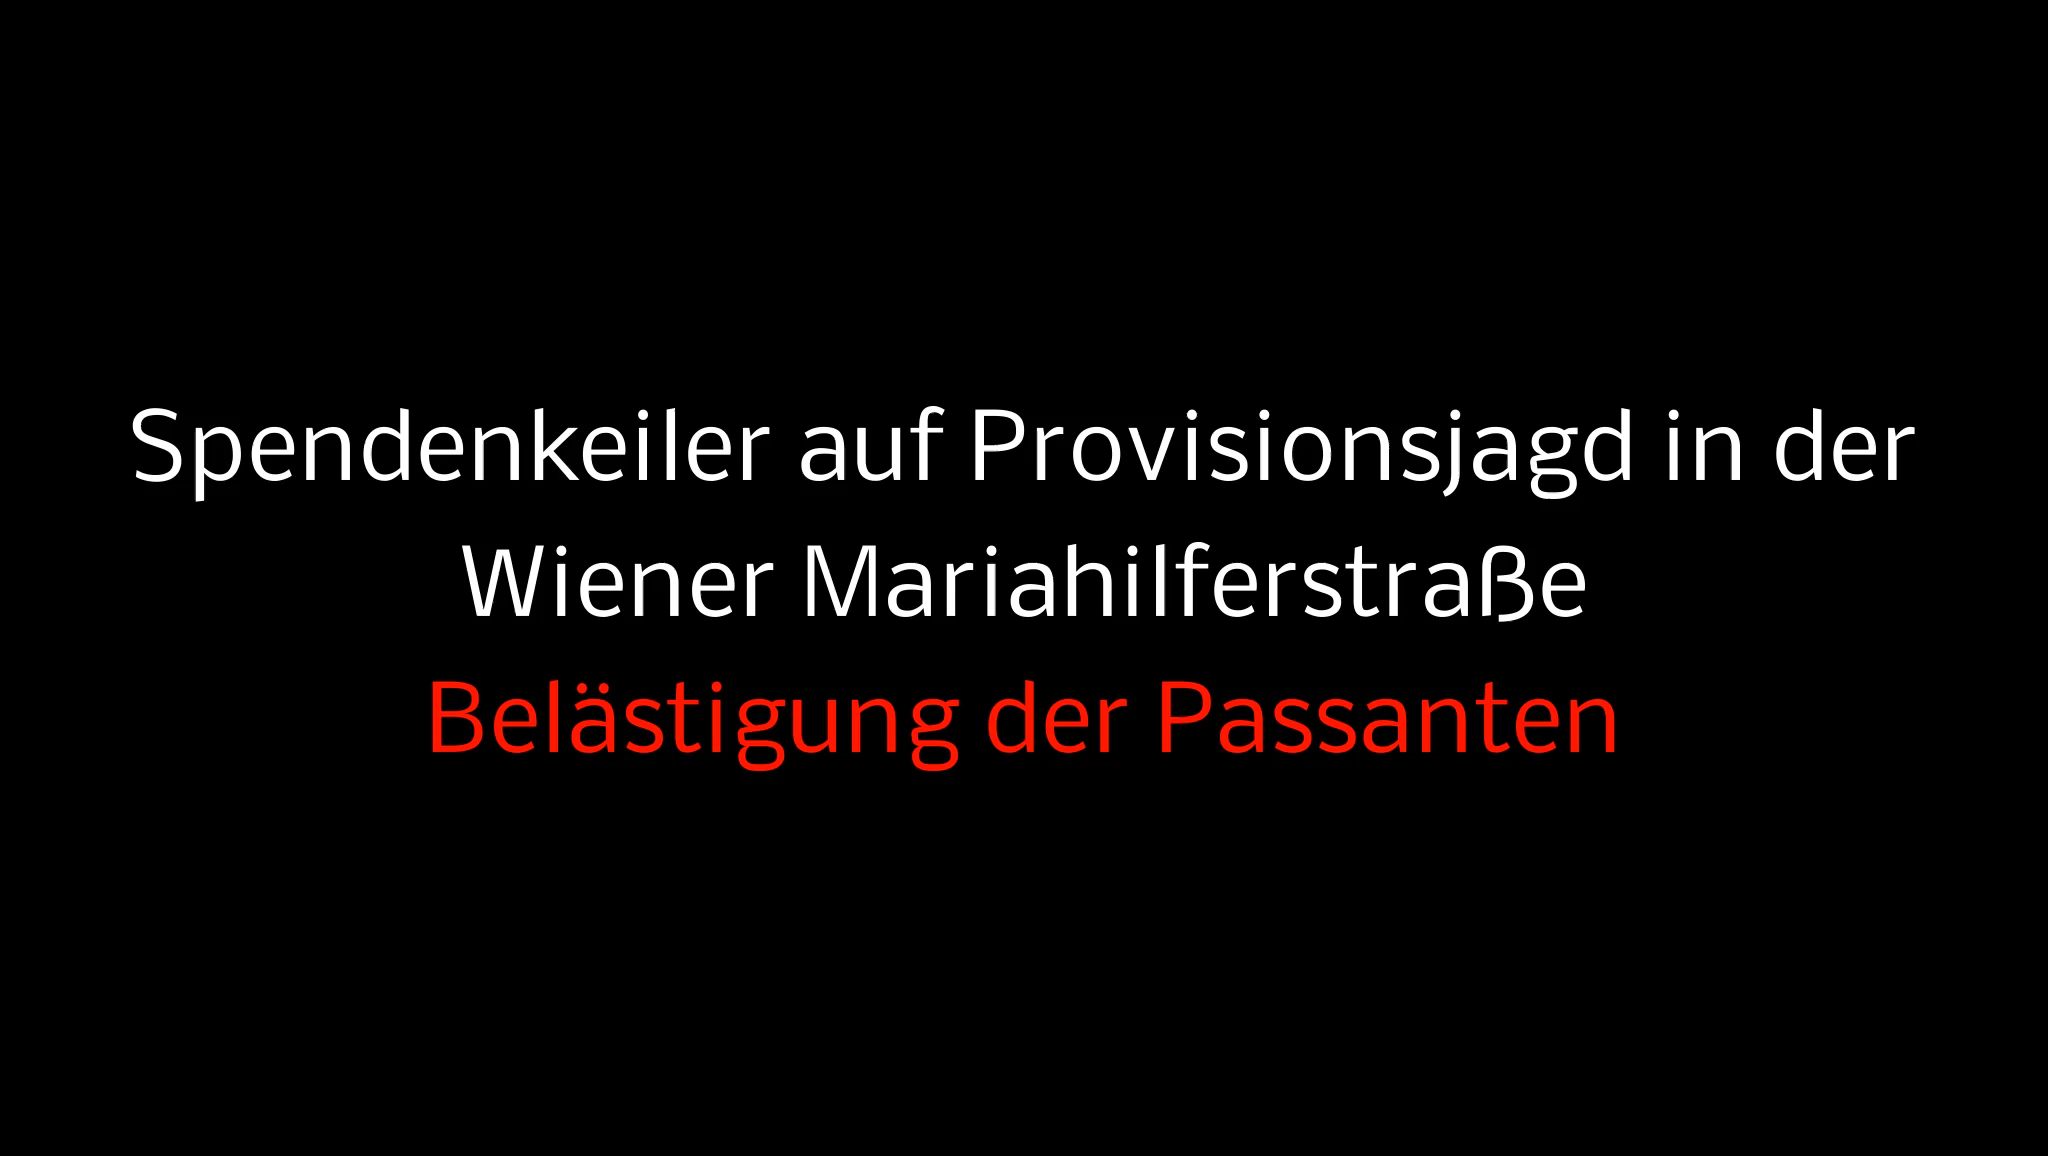 Spendenkeiler auf Provisionsjagd in der
Wiener Mariahilferstraße
Belästigung der Passanten